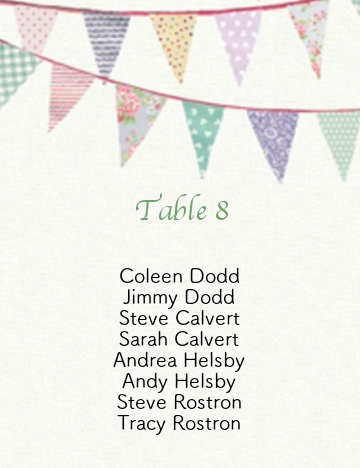 Table 8
Coleen Dodd
Jimmy Dodd
Steve Calvert
Sarah Calvert
Andrea Helsby
Andy Helsby
Steve Rostron
Tracy Rostron